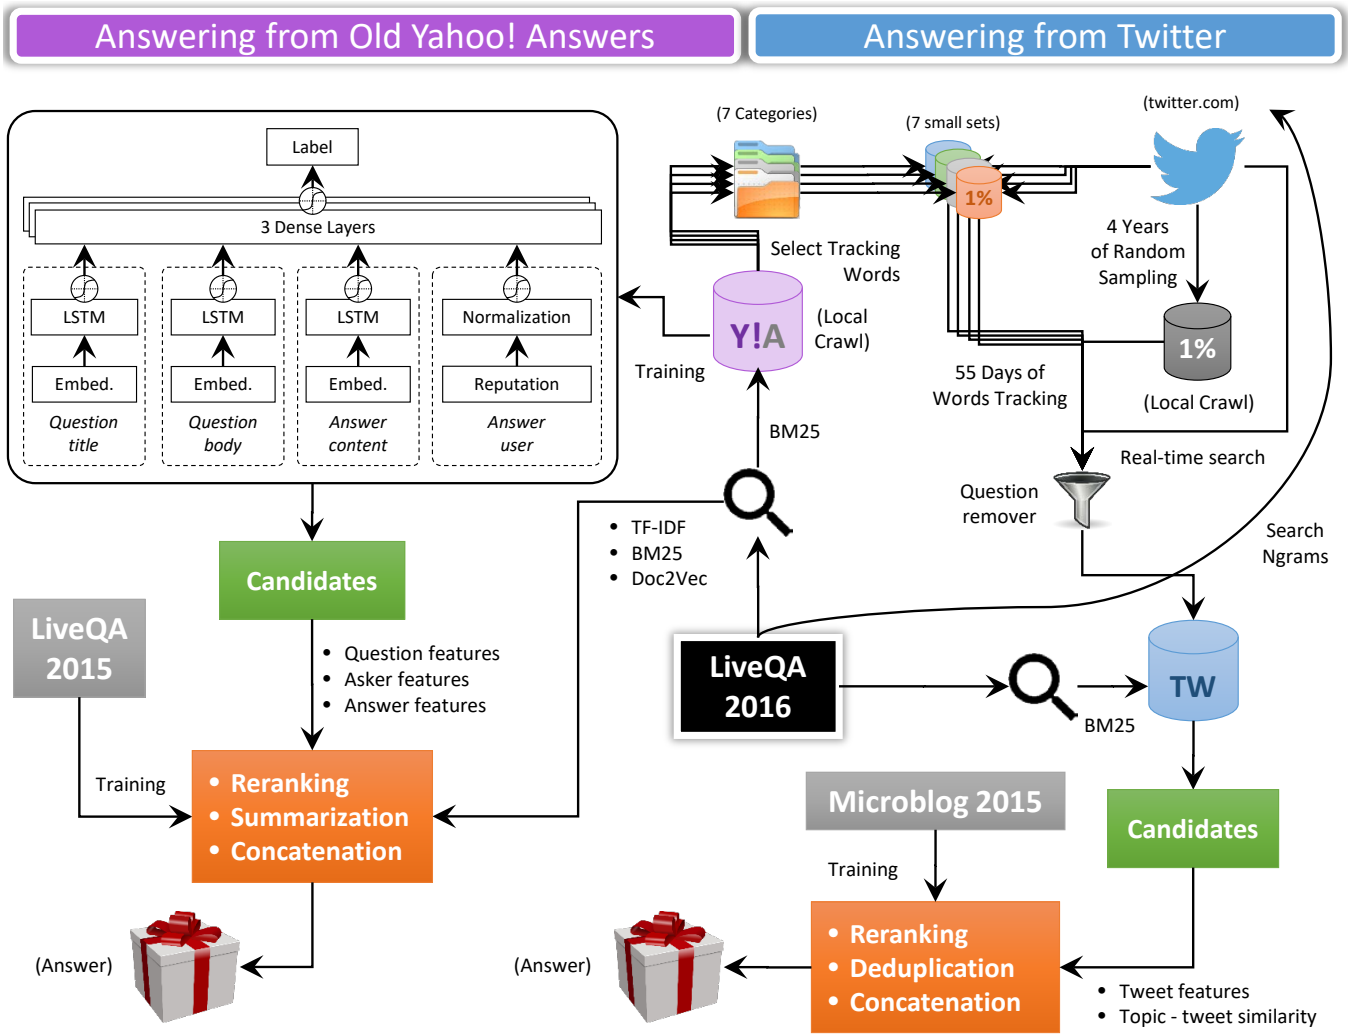 Answering from Old Yahoo! Answers
Answering from Twitter
Label
3 Dense Layers
LSTM
LSTM
LSTM
Normalization
Embed.
Embed.
Embed.
Reputation
Question
title
Question
body
Answer
content
Answer
user
(7 Categories)
(7 small sets)
(twitter.com)
1%
Select Tracking
Words
4 Years
of Random
Sampling
Y!A
(Local
Crawl)
Training
1%
(Local Crawl)
55 Days of
Words Tracking
BM25
Real-time search
Question
remover
Search
Ngrams
• TF-IDF
• BM25
• Doc2Vec
Candidates
LiveQA
2015
• Question features
• Asker features
• Answer features
LiveQA
2016
BM25
TW
Training
• Reranking
• Summarization
• Concatenation
Microblog 2015
Candidates
Training
(Answer)
(Answer)
• Reranking
• Deduplication
• Concatenation
• Tweet features
• Topic - tweet similarity